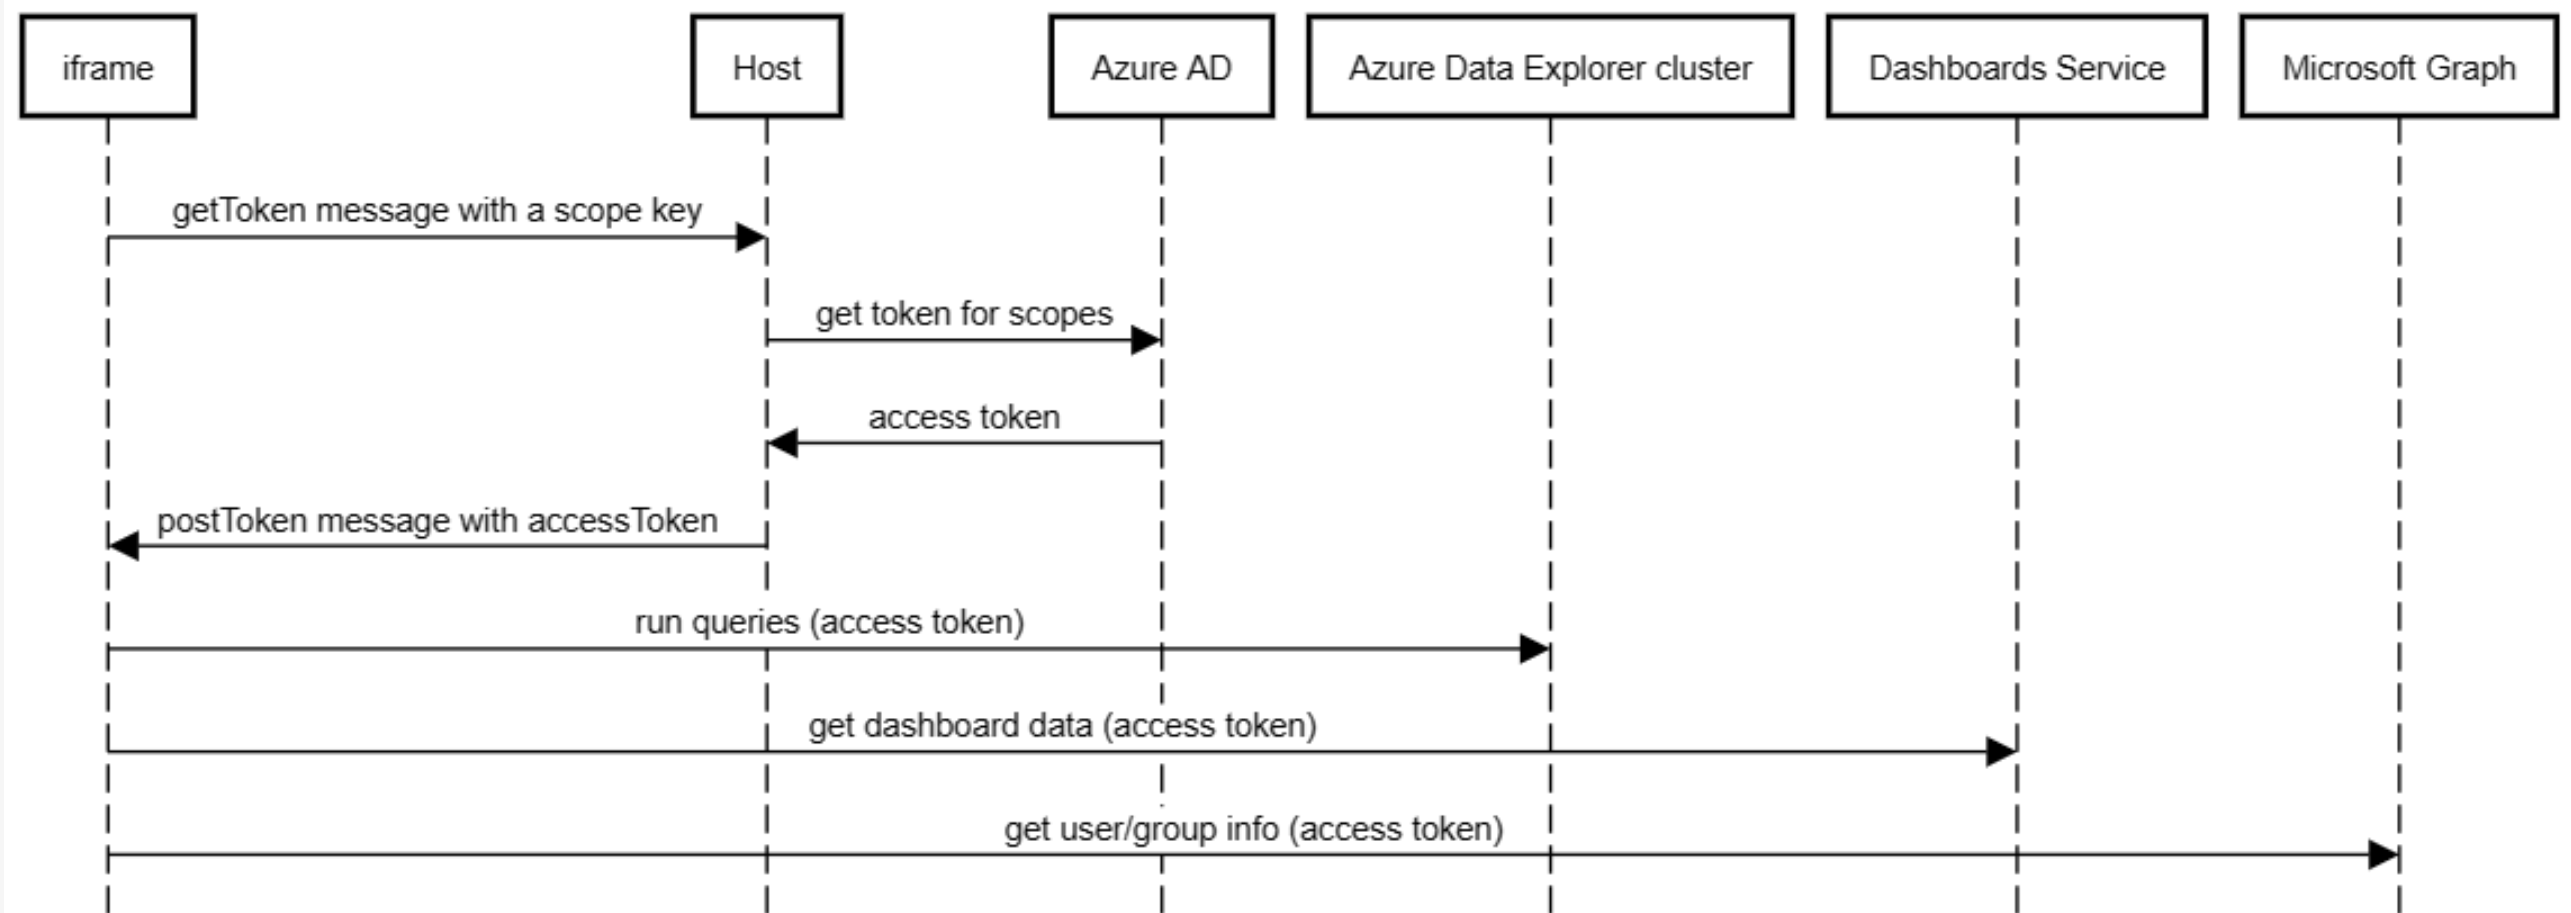 iframe
Host
Azure AD
Azure Data Explorer cluster
Dashboards Service
Microsoft Graph
getToken message with a scope key
get token for scopes
access token
postToken message with accessToken
run queries (access token)
get dashboard data (access token)
get user/group info (access token)